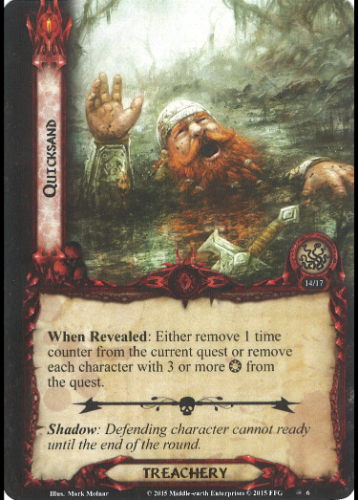 QUICKSAND
14/17
When Revealed: Either remove 1 time
counter from the current quest or remove
each character with 3 or more from
the quest.
Shadow: Defending character cannot ready
until the end of the round.
TREACHERY
Illus. Mark Molnar © 2015 Middle-earth Enterprises © 2015 FFG 6